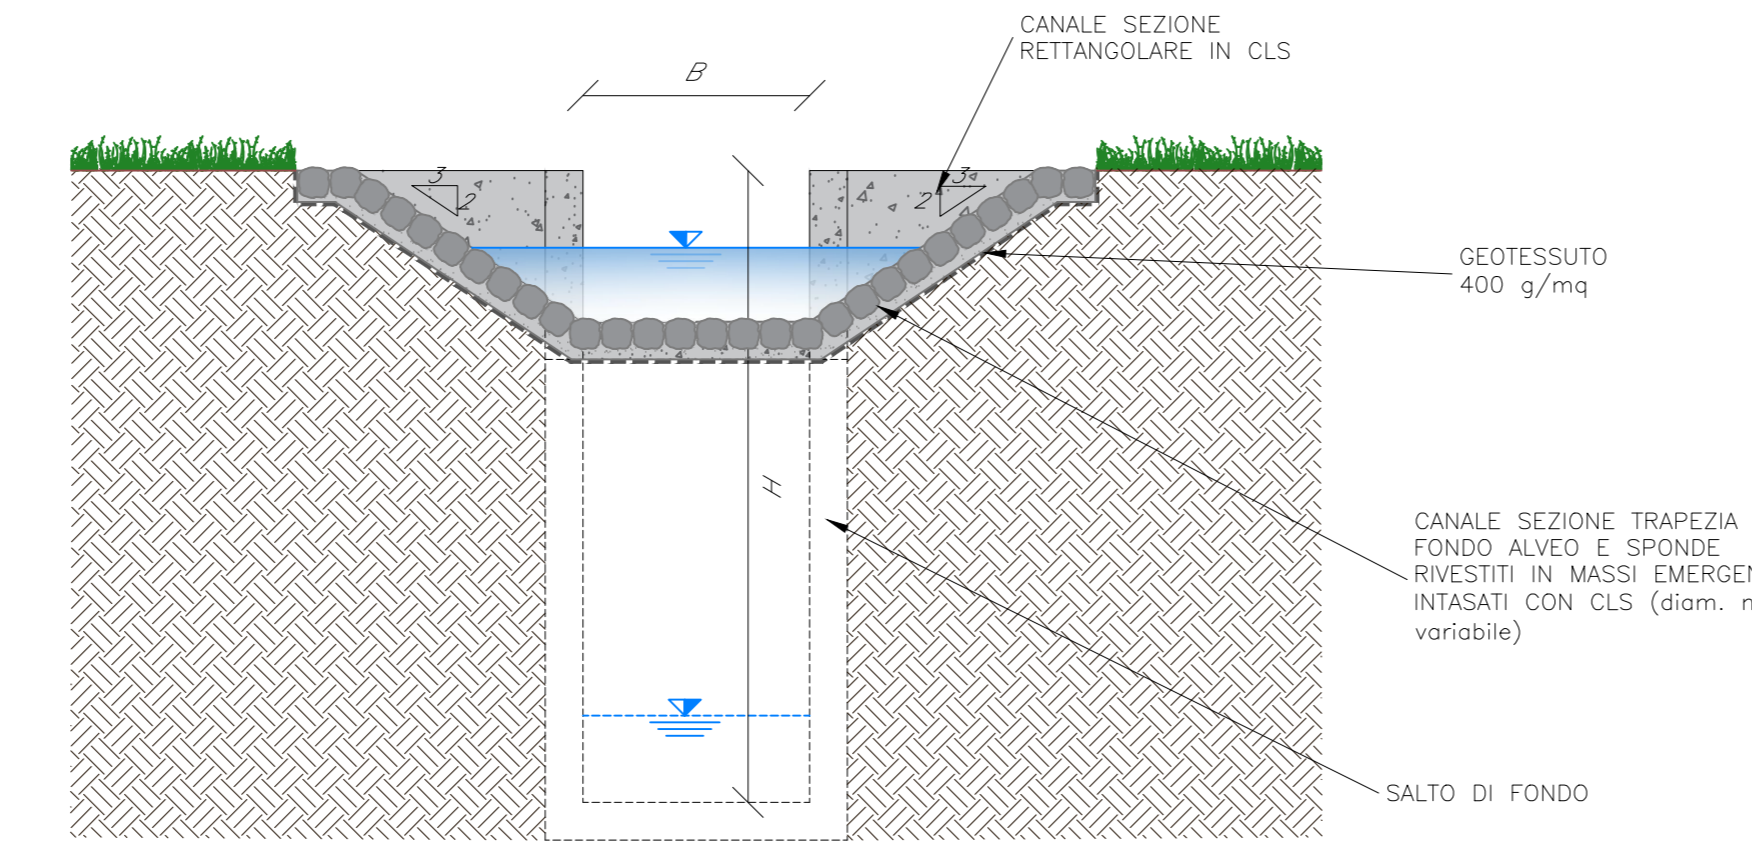 CANALE SEZIONE
RETTANGOLARE IN CLS
B
3
2
3
2
GEOTESSUTO
400 g/mq
H
CANALE SEZIONE TRAPEZIA
FONDO ALVEO E SPONDE
RIVESTITI IN MASSI
INTASATI CON CLS (diam.
variabile)
SALTO DI FONDO